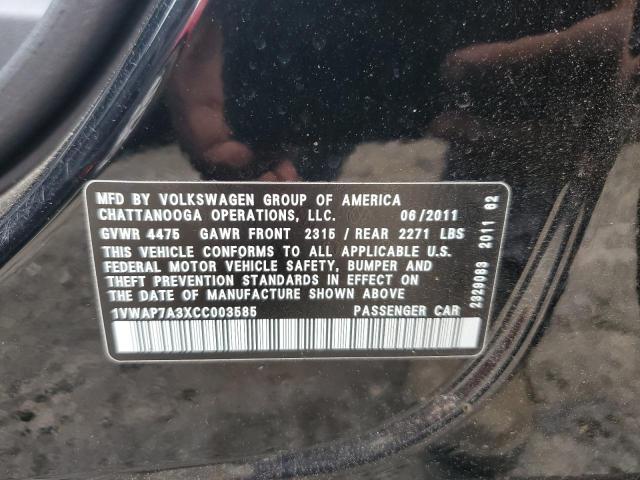 MFD BY VOLKSWAGEN GROUP OF AMERICA
CHATTANOOGA OPERATIONS, LLC. 06/2011
GVWR 4475 GAWR FRONT 2315 / REAR 2271 LBS
THIS VEHICLE CONFORMS TO ALL APPLICABLE U.S.
FEDERAL MOTOR VEHICLE SAFETY, BUMPER AND
THEFT PREVENTION STANDARDS IN EFFECT ON
THE DATE OF MANUFACTURE SHOWN ABOVE
1VWAP7A3XCC003585 PASSENGER CAR
2329083 2011 62